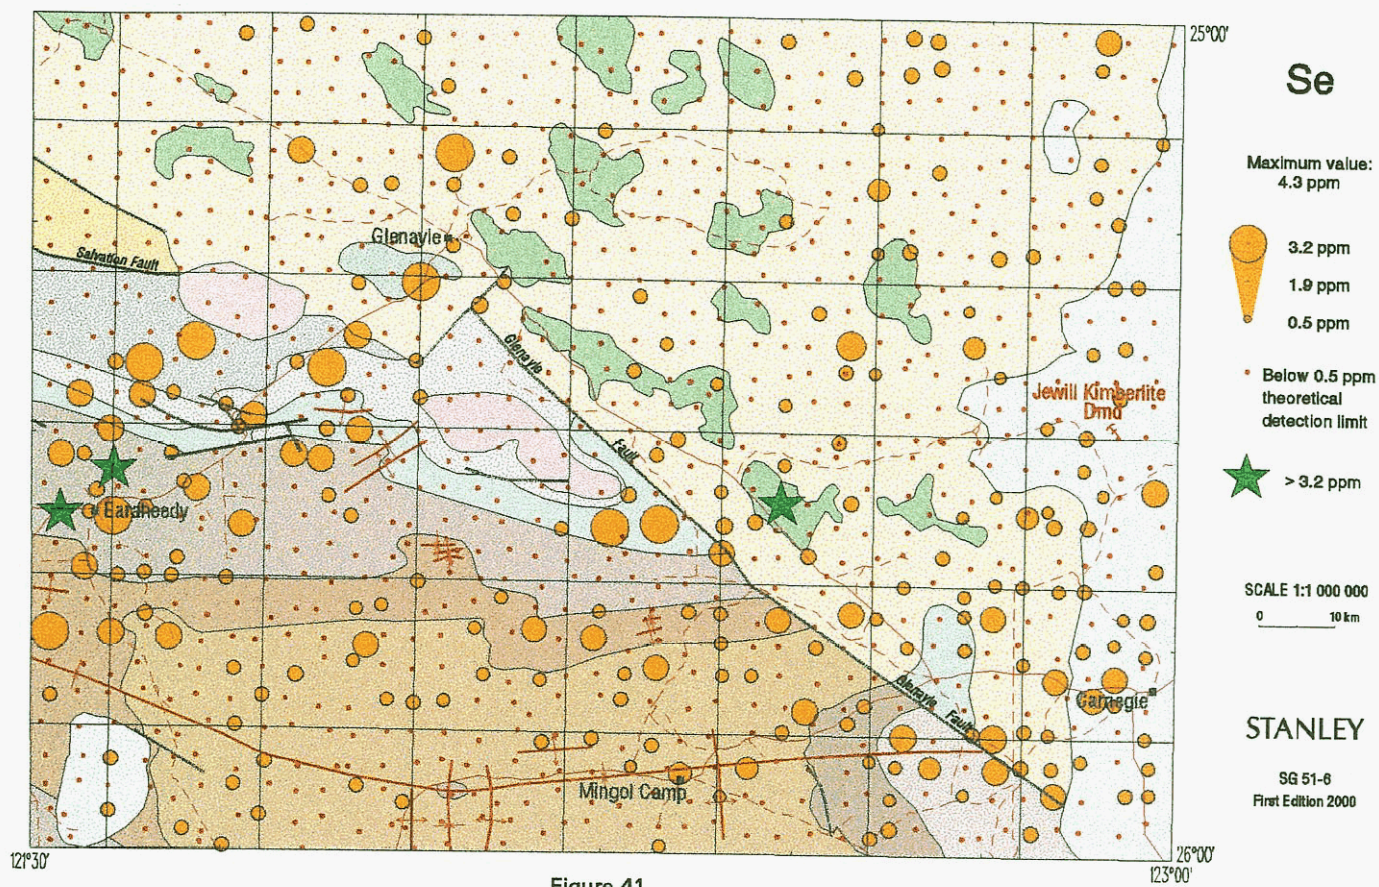 25°00'
Se
Maximum value:
4.3 ppm
3.2 ppm
1.9 ppm
0.5 ppm
Below 0.5 ppm
theoretical
detection limit
> 3.2 ppm
SCALE 1:1 000 000
0 10 km
STANLEY
SG 51-6
First Edition 2000
Glenayle
Salvation Fault
Glenayle
Fault
Jewill Kimberlite
Dmd
Earaheedy
Glenayle Fault
Carnegie
Mingol Camp
121°30'
26°00'
123°00'
Figure 41